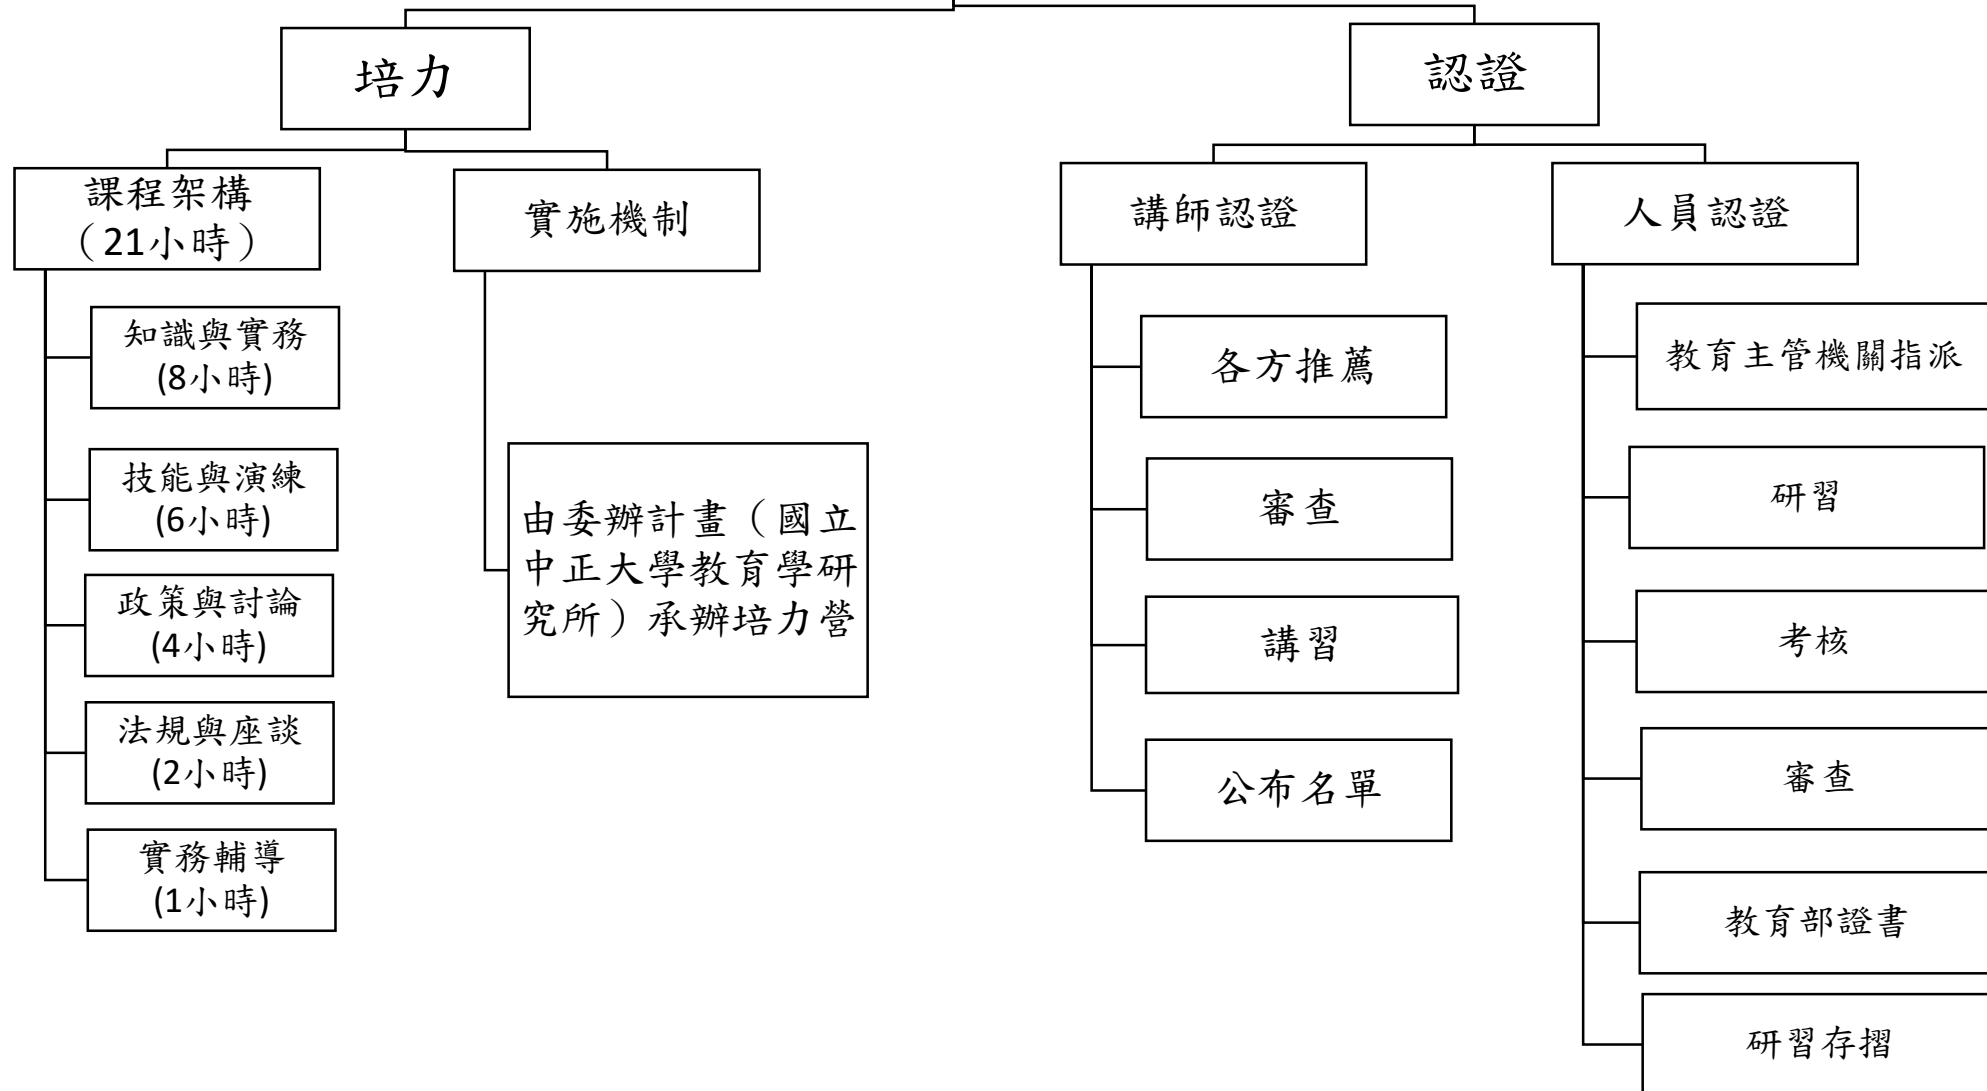 培力
認證
課程架構
（21小時）
實施機制
講師認證
人員認證
知識與實務
(8小時)
技能與演練
(6小時)
政策與討論
(4小時)
法規與座談
(2小時)
實務輔導
(1小時)
由委辦計畫（國立
中正大學教育學研
究所）承辦培力營
各方推薦
審查
講習
公布名單
教育主管機關指派
研習
考核
審查
教育部證書
研習存摺